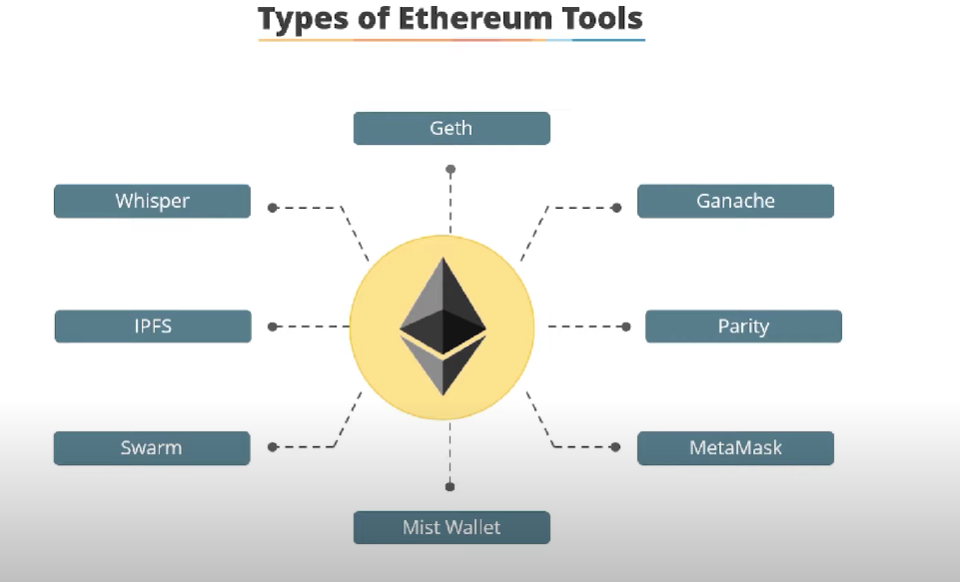 Types of Ethereum Tools
Geth
Whisper
Ganache
IPFS
Parity
Swarm
MetaMask
Mist Wallet